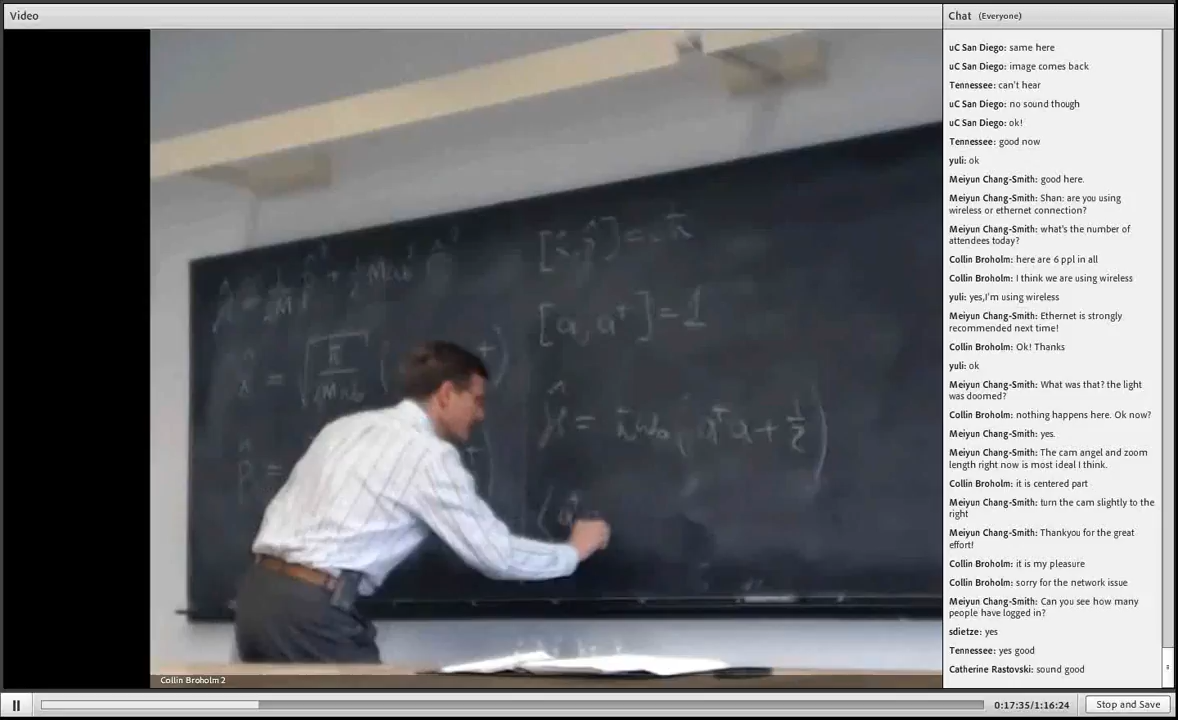 Video
[a, a†] = 1
Collin Broholm 2
Chat (Everyone)
uC San Diego: same here
uC San Diego: image comes back
Tennessee: can't hear
uC San Diego: no sound though
uC San Diego: ok!
Tennessee: good now
yuli: ok
Meiyun Chang-Smith: good here.
Meiyun Chang-Smith: Shan: are you using
wireless or ethernet connection?
Meiyun Chang-Smith: what's the number of
attendees today?
Collin Broholm: here are 6 ppl in all
Collin Broholm: I think we are using wireless
yuli: yes,I'm using wireless
Meiyun Chang-Smith: Ethernet is strongly
recommended next time!
Collin Broholm: Ok! Thanks
yuli: ok
Meiyun Chang-Smith: What was that? the light
was doomed?
Collin Broholm: nothing happens here. Ok now?
Meiyun Chang-Smith: yes.
Meiyun Chang-Smith: The cam angel and zoom
length right now is most ideal I think.
Collin Broholm: it is centered part
Meiyun Chang-Smith: turn the cam slightly to the
right
Meiyun Chang-Smith: Thankyou for the great
effort!
Collin Broholm: it is my pleasure
Collin Broholm: sorry for the network issue
Meiyun Chang-Smith: Can you see how many
people have logged in?
sdietze: yes
Tennessee: yes good
Catherine Rastovski: sound good
0:17:35/1:16:24
Stop and Save